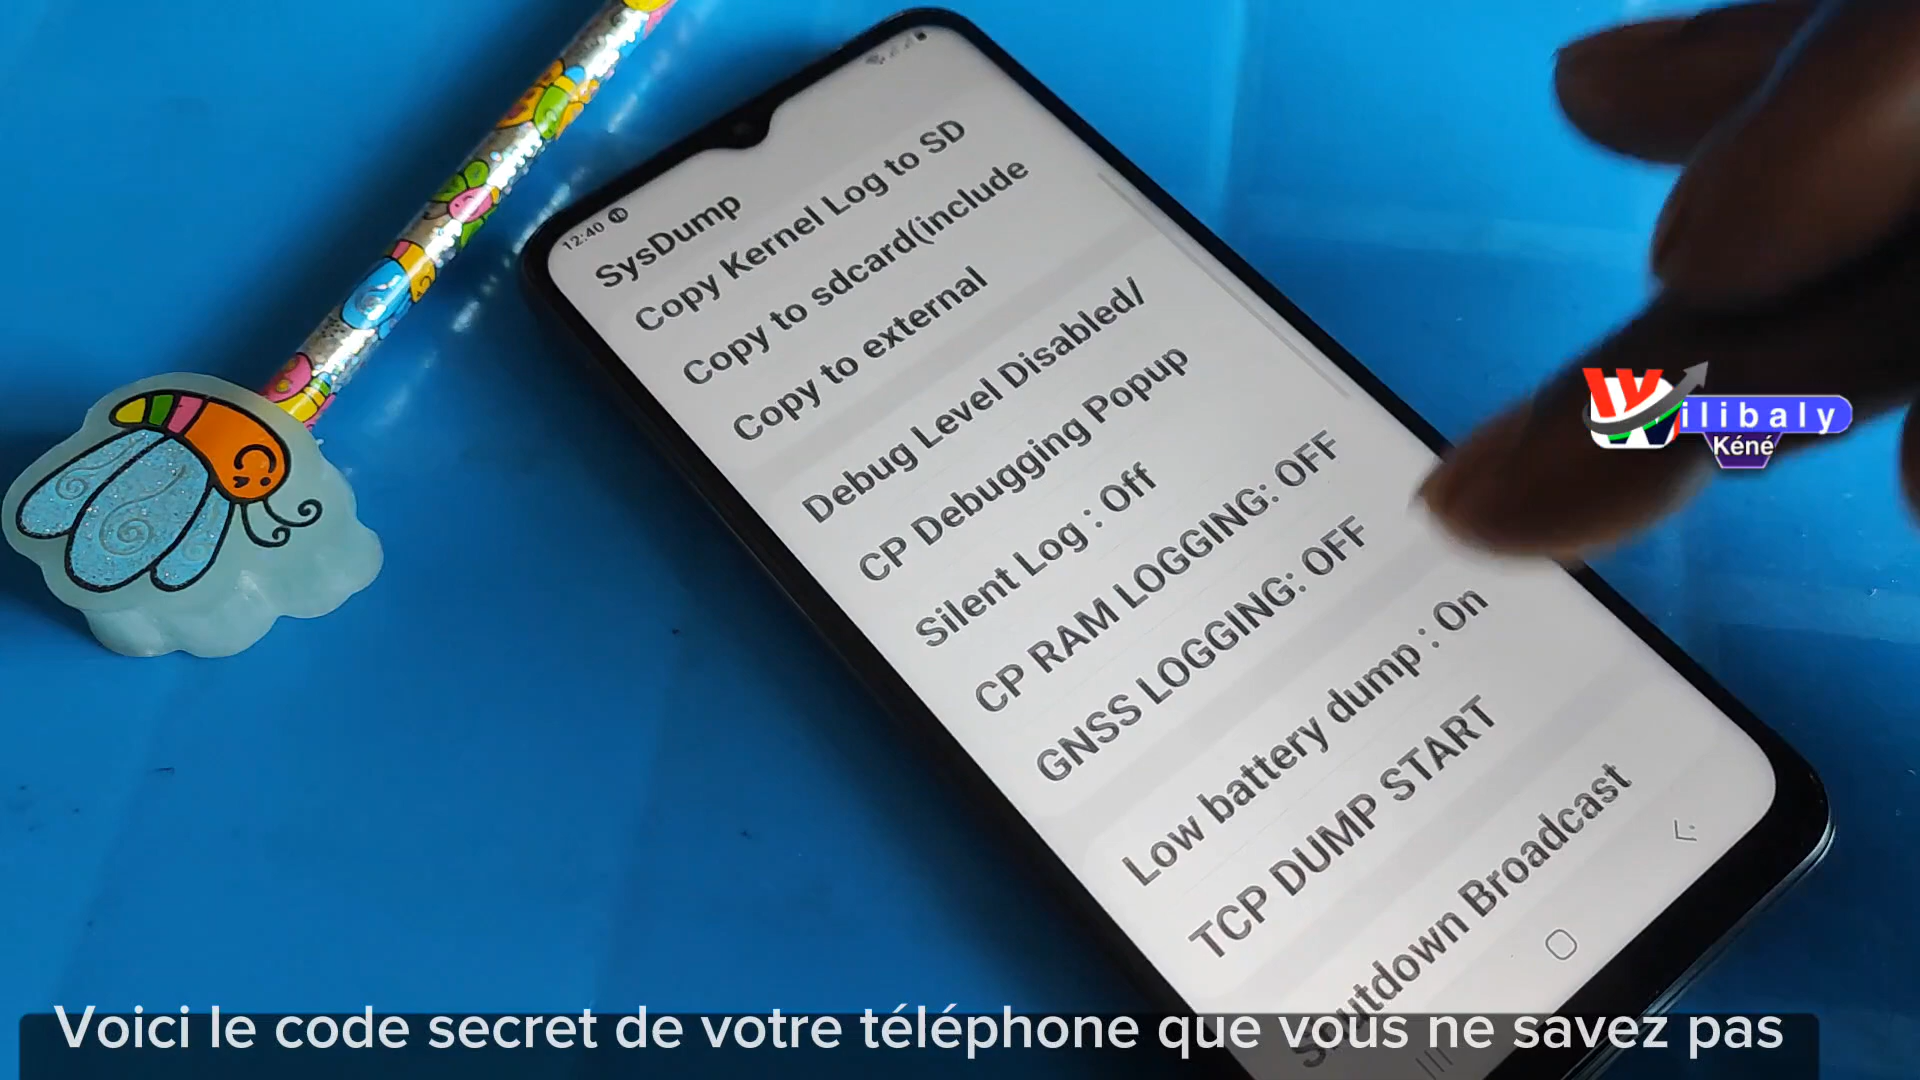 12:40
SysDump
Copy Kernel Log to SD
Copy to sdcard(include
Copy to external
Debug Level Disabled/
CP Debugging Popup
Silent Log : Off
CP RAM LOGGING: OFF
GNSS LOGGING: OFF
Low battery dump : On
TCP DUMP START
Shutdown Broadcast
Wilibaly
Kéné
Voici le code secret de votre téléphone que vous ne savez pas